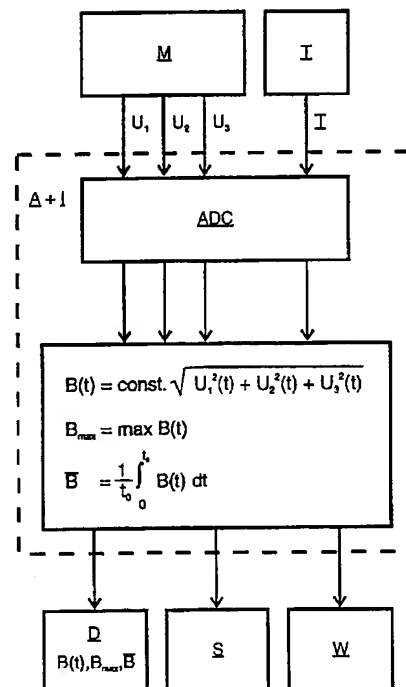 M
I
U₁ U₂ U₃ I
A + I
ADC
B(t) = const. √ U₁²(t) + U₂²(t) + U₃²(t)
Bmax = max B(t)
B̅ = 1/t₀ ∫₀^t₀ B(t) dt
D
B(t), Bmax, B̅
S
W